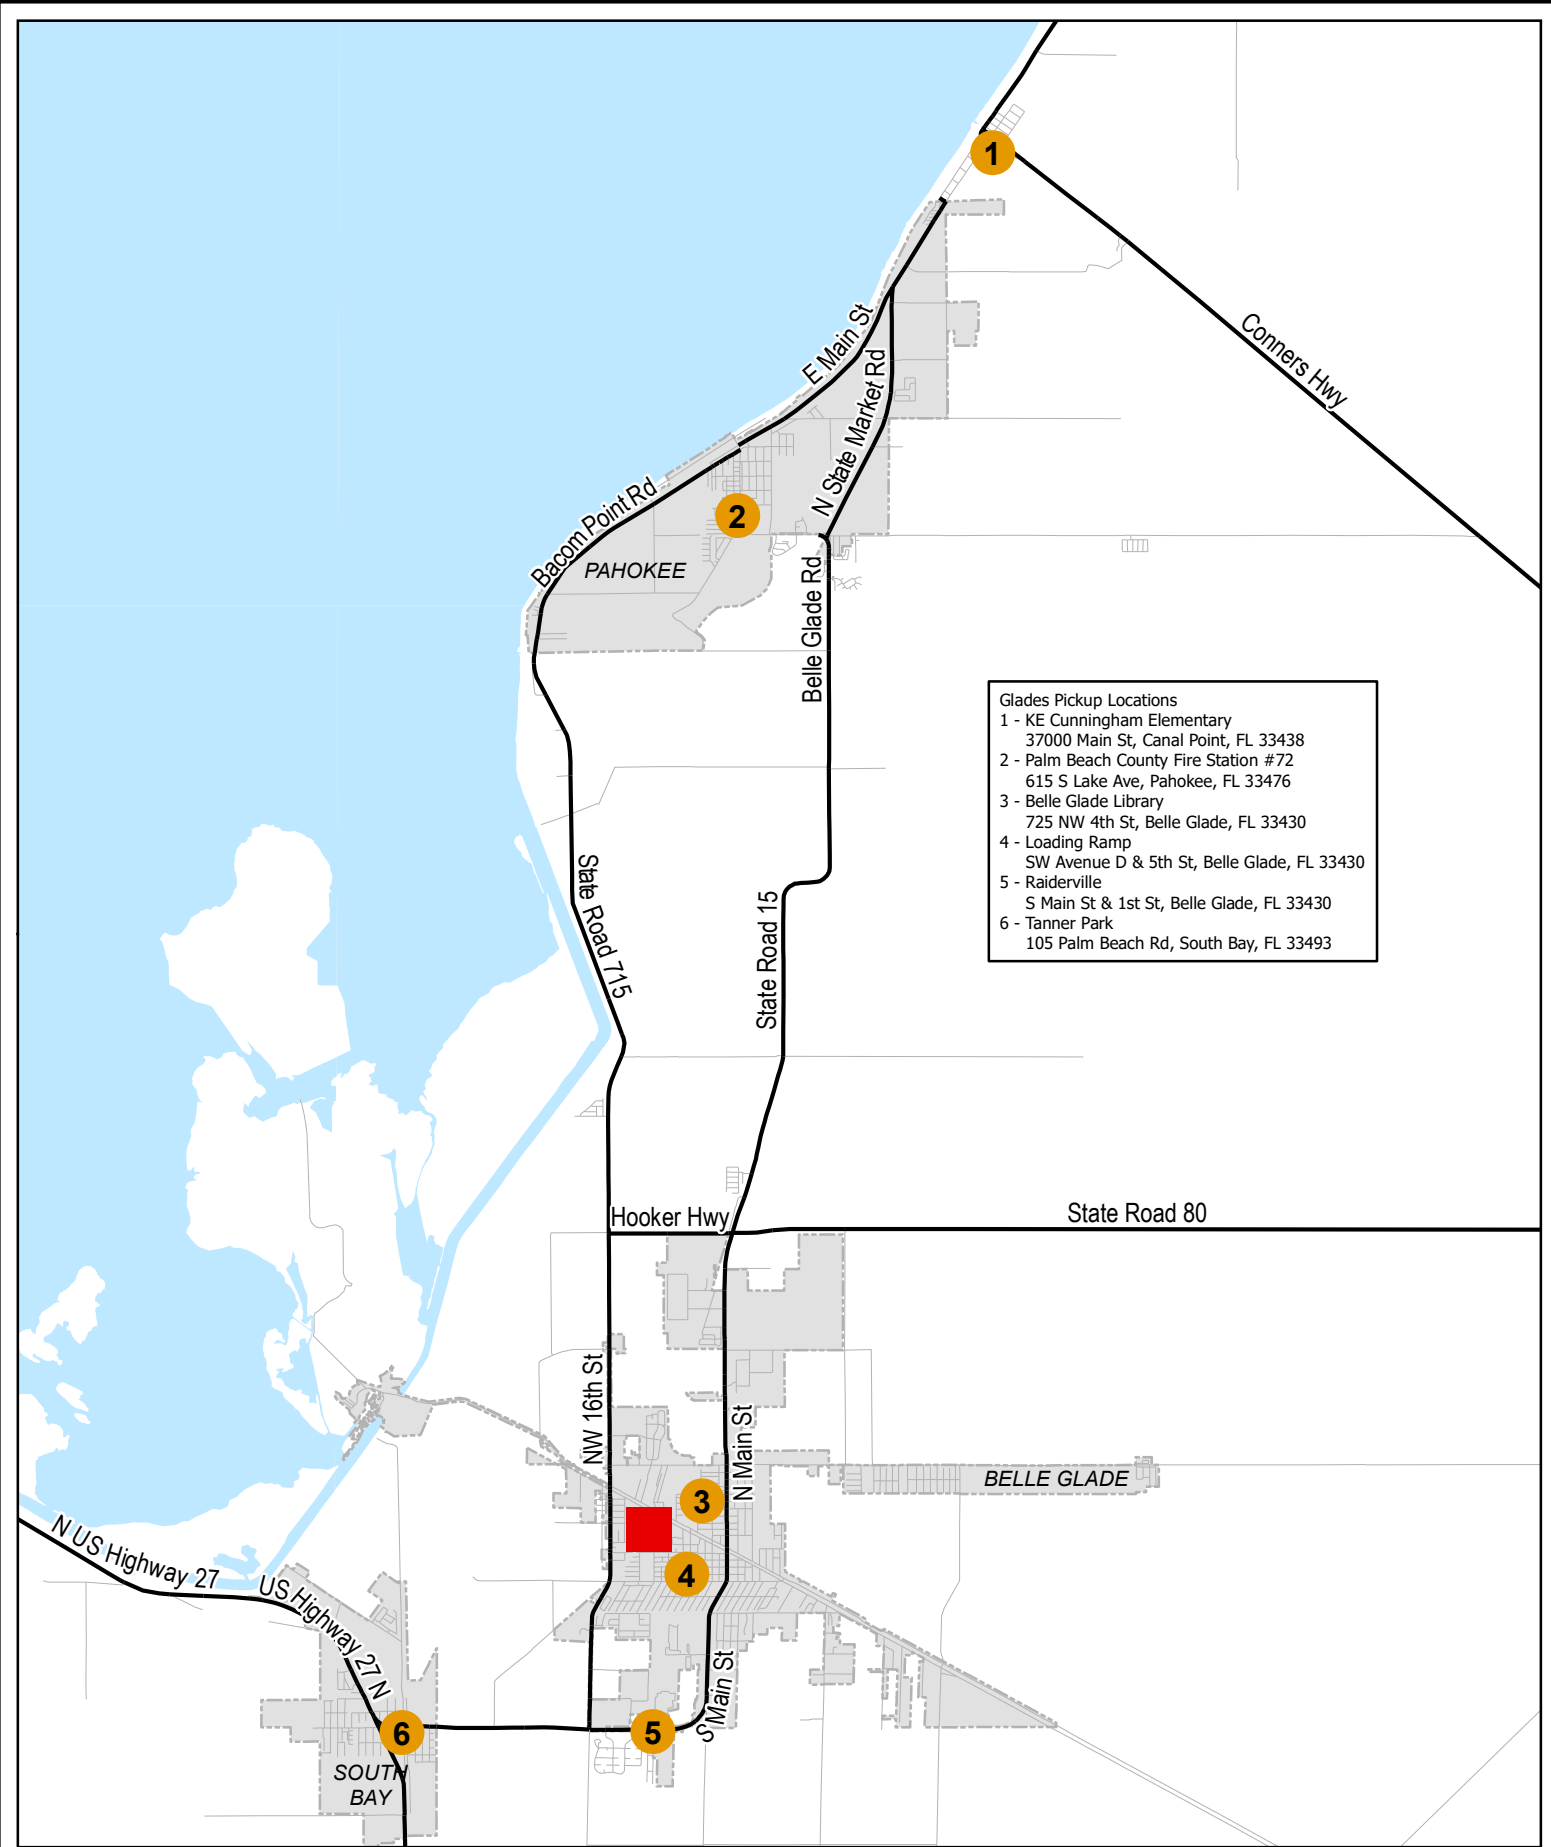 1
Conners Hwy
E Main St
N State Market Rd
Bacom Point Rd
2
PAHOKEE
Belle Glade Rd
Glades Pickup Locations
1 - KE Cunningham Elementary
37000 Main St, Canal Point, FL 33438
2 - Palm Beach County Fire Station #72
615 S Lake Ave, Pahokee, FL 33476
3 - Belle Glade Library
725 NW 4th St, Belle Glade, FL 33430
4 - Loading Ramp
SW Avenue D & 5th St, Belle Glade, FL 33430
5 - Raiderville
S Main St & 1st St, Belle Glade, FL 33430
6 - Tanner Park
105 Palm Beach Rd, South Bay, FL 33493
State Road 715
State Road 15
Hooker Hwy
State Road 80
NW 16th St
N Main St
BELLE GLADE
3
4
N US Highway 27
US Highway 27 N
S Main St
5
6
SOUTH
BAY